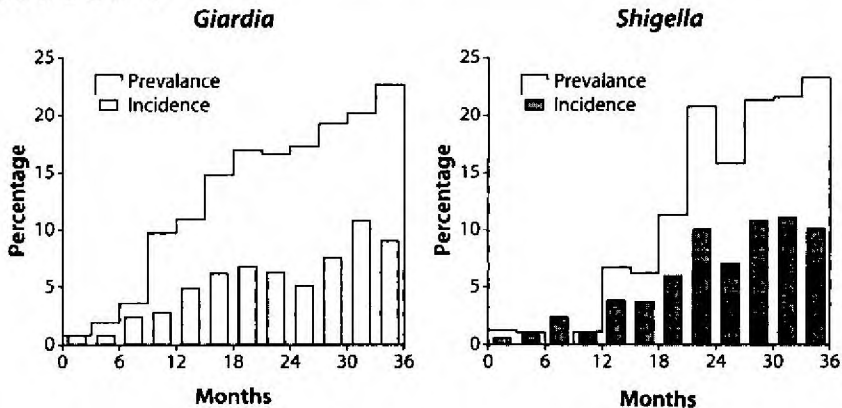 Giardia
25
20
15
10
5
0
Percentage
Prevalance
Incidence
0 6 12 18 24 30 36
Months
Shigella
25
20
15
10
5
0
Percentage
Prevalance
Incidence
0 6 12 18 24 30 36
Months